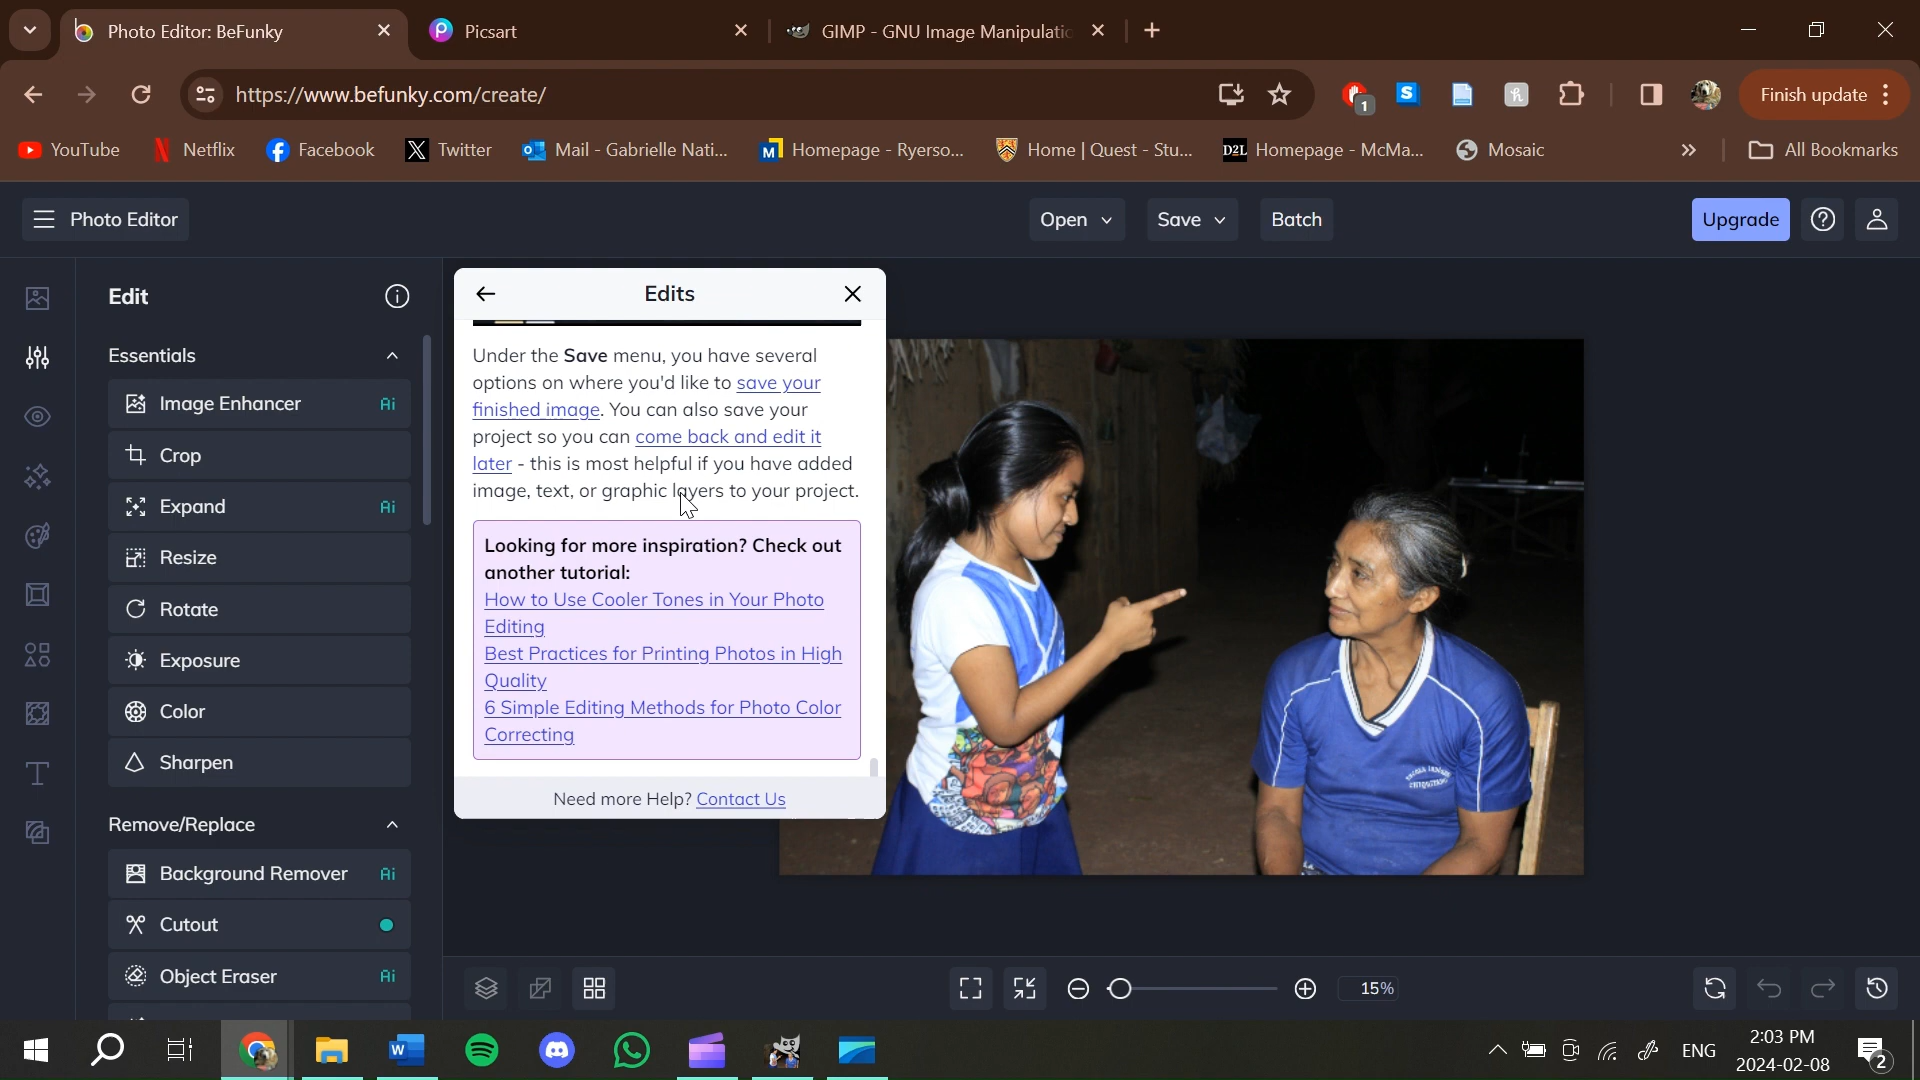 Photo Editor: BeFunky
Picsart
GIMP - GNU Image Manipulatio
https://www.befunky.com/create/
1
S
h
Finish update
YouTube
Netflix
Facebook
Twitter
Mail - Gabrielle Nati...
Homepage - Ryerso...
Home | Quest - Stu...
D2L
Homepage - McMa...
Mosaic
All Bookmarks
Photo Editor
Open
Save
Batch
Upgrade
Edit
Essentials
Image Enhancer Ai
Crop
Expand Ai
Resize
Rotate
Exposure
Color
Sharpen
Remove/Replace
Background Remover Ai
Cutout
Object Eraser Ai
Edits
Under the Save menu, you have several
options on where you'd like to save your
finished image. You can also save your
project so you can come back and edit it
later - this is most helpful if you have added
image, text, or graphic layers to your project.
Looking for more inspiration? Check out
another tutorial:
How to Use Cooler Tones in Your Photo
Editing
Best Practices for Printing Photos in High
Quality
6 Simple Editing Methods for Photo Color
Correcting
Need more Help? Contact Us
15%
ENG
2:03 PM
2024-02-08
2